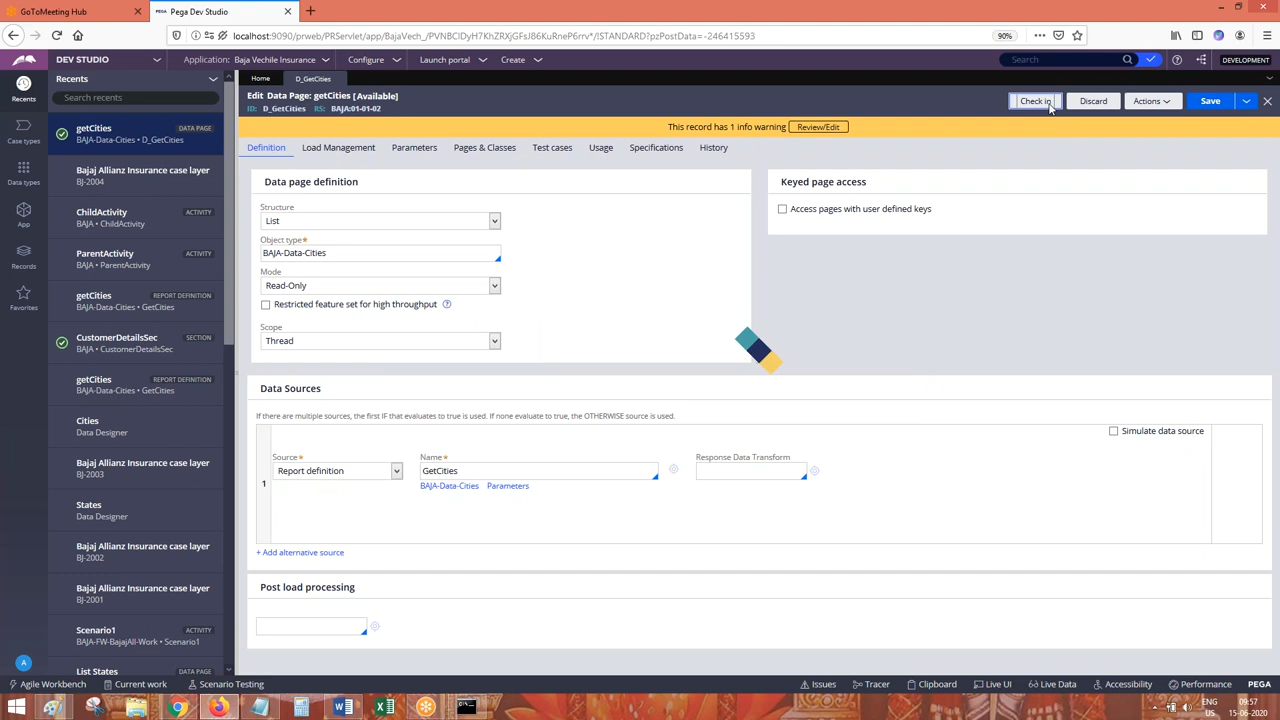 GoToMeeting Hub
PEGA Pega Dev Studio
localhost:9090/prweb/PRServlet/app/BajaVech_/PVNBCIDyH7KhZRXjGFsJ86KuRneP6rrv*/!STANDARD?pzPostData=-246415593
90%
DEV STUDIO
Application: Bajaj Vechile Insurance
Configure
Launch portal
Create
Search
DEVELOPMENT
Recents
Recents
Search recents
Case types
Data types
App
Records
Favorites
getCities DATA PAGE
BAJA-Data-Cities • D_GetCities
Bajaj Allianz Insurance case layer
BJ-2004
ChildActivity ACTIVITY
BAJA • ChildActivity
ParentActivity ACTIVITY
BAJA • ParentActivity
getCities REPORT DEFINITION
BAJA-Data-Cities • GetCities
CustomerDetailsSec SECTION
BAJA • CustomerDetailsSec
getCities REPORT DEFINITION
BAJA-Data-Cities • GetCities
Cities
Data Designer
Bajaj Allianz Insurance case layer
BJ-2003
States
Data Designer
Bajaj Allianz Insurance case layer
BJ-2002
Bajaj Allianz Insurance case layer
BJ-2001
Scenario1 ACTIVITY
BAJA-FW-BajajAll-Work • Scenario1
List States DATA PAGE
A
Home
D_GetCities
Edit Data Page: getCities [Available]
ID: D_GetCities RS: BAJA:01-01-02
Check in
Discard
Actions
Save
This record has 1 info warning Review/Edit
Definition
Load Management
Parameters
Pages & Classes
Test cases
Usage
Specifications
History
Data page definition
Structure
List
Object type*
BAJA-Data-Cities
Mode
Read-Only
Restricted feature set for high throughput
Scope
Thread
Keyed page access
Access pages with user defined keys
Data Sources
If there are multiple sources, the first IF that evaluates to true is used. If none evaluate to true, the OTHERWISE source is used.
Simulate data source
1
Source*
Report definition
Name*
GetCities
BAJA-Data-Cities Parameters
Response Data Transform
+ Add alternative source
Post load processing
Agile Workbench
Current work
Scenario Testing
Issues
Tracer
Clipboard
Live UI
Live Data
Accessibility
Performance
PEGA
ENG
US
09:57
15-06-2020